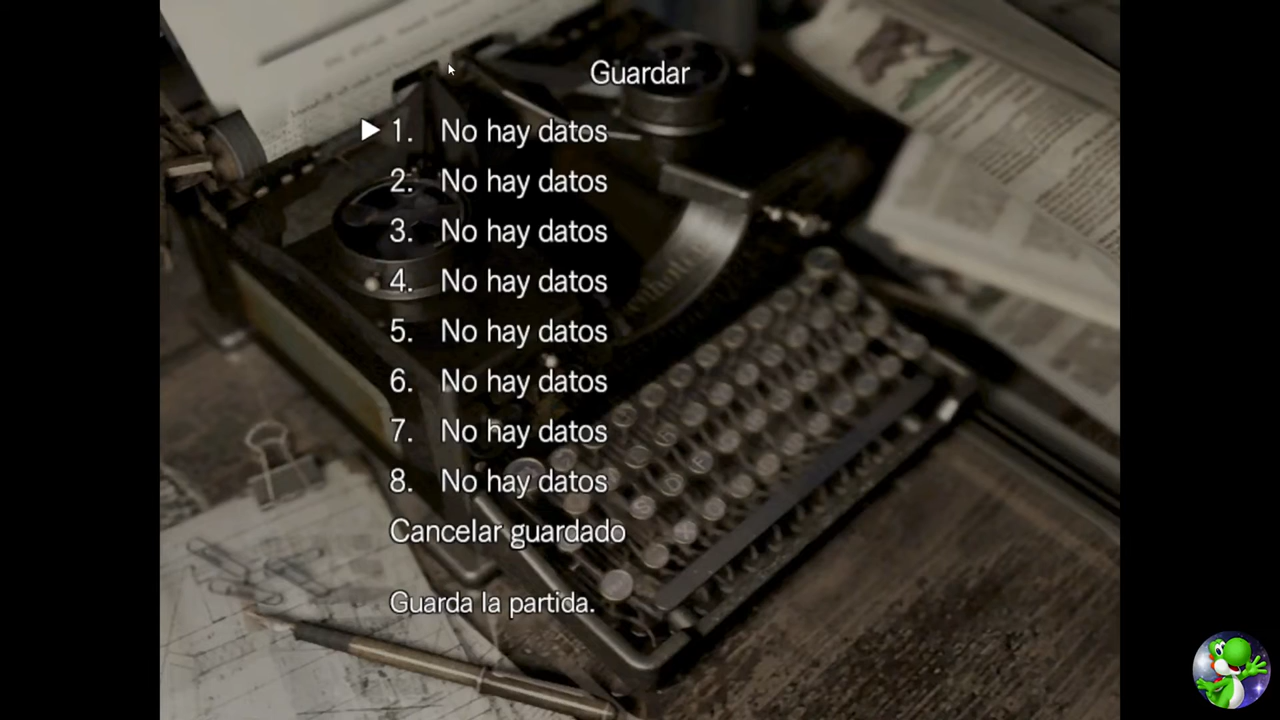 Guardar
1. No hay datos
2. No hay datos
3. No hay datos
4. No hay datos
5. No hay datos
6. No hay datos
7. No hay datos
8. No hay datos
Cancelar guardado
Guarda la partida.